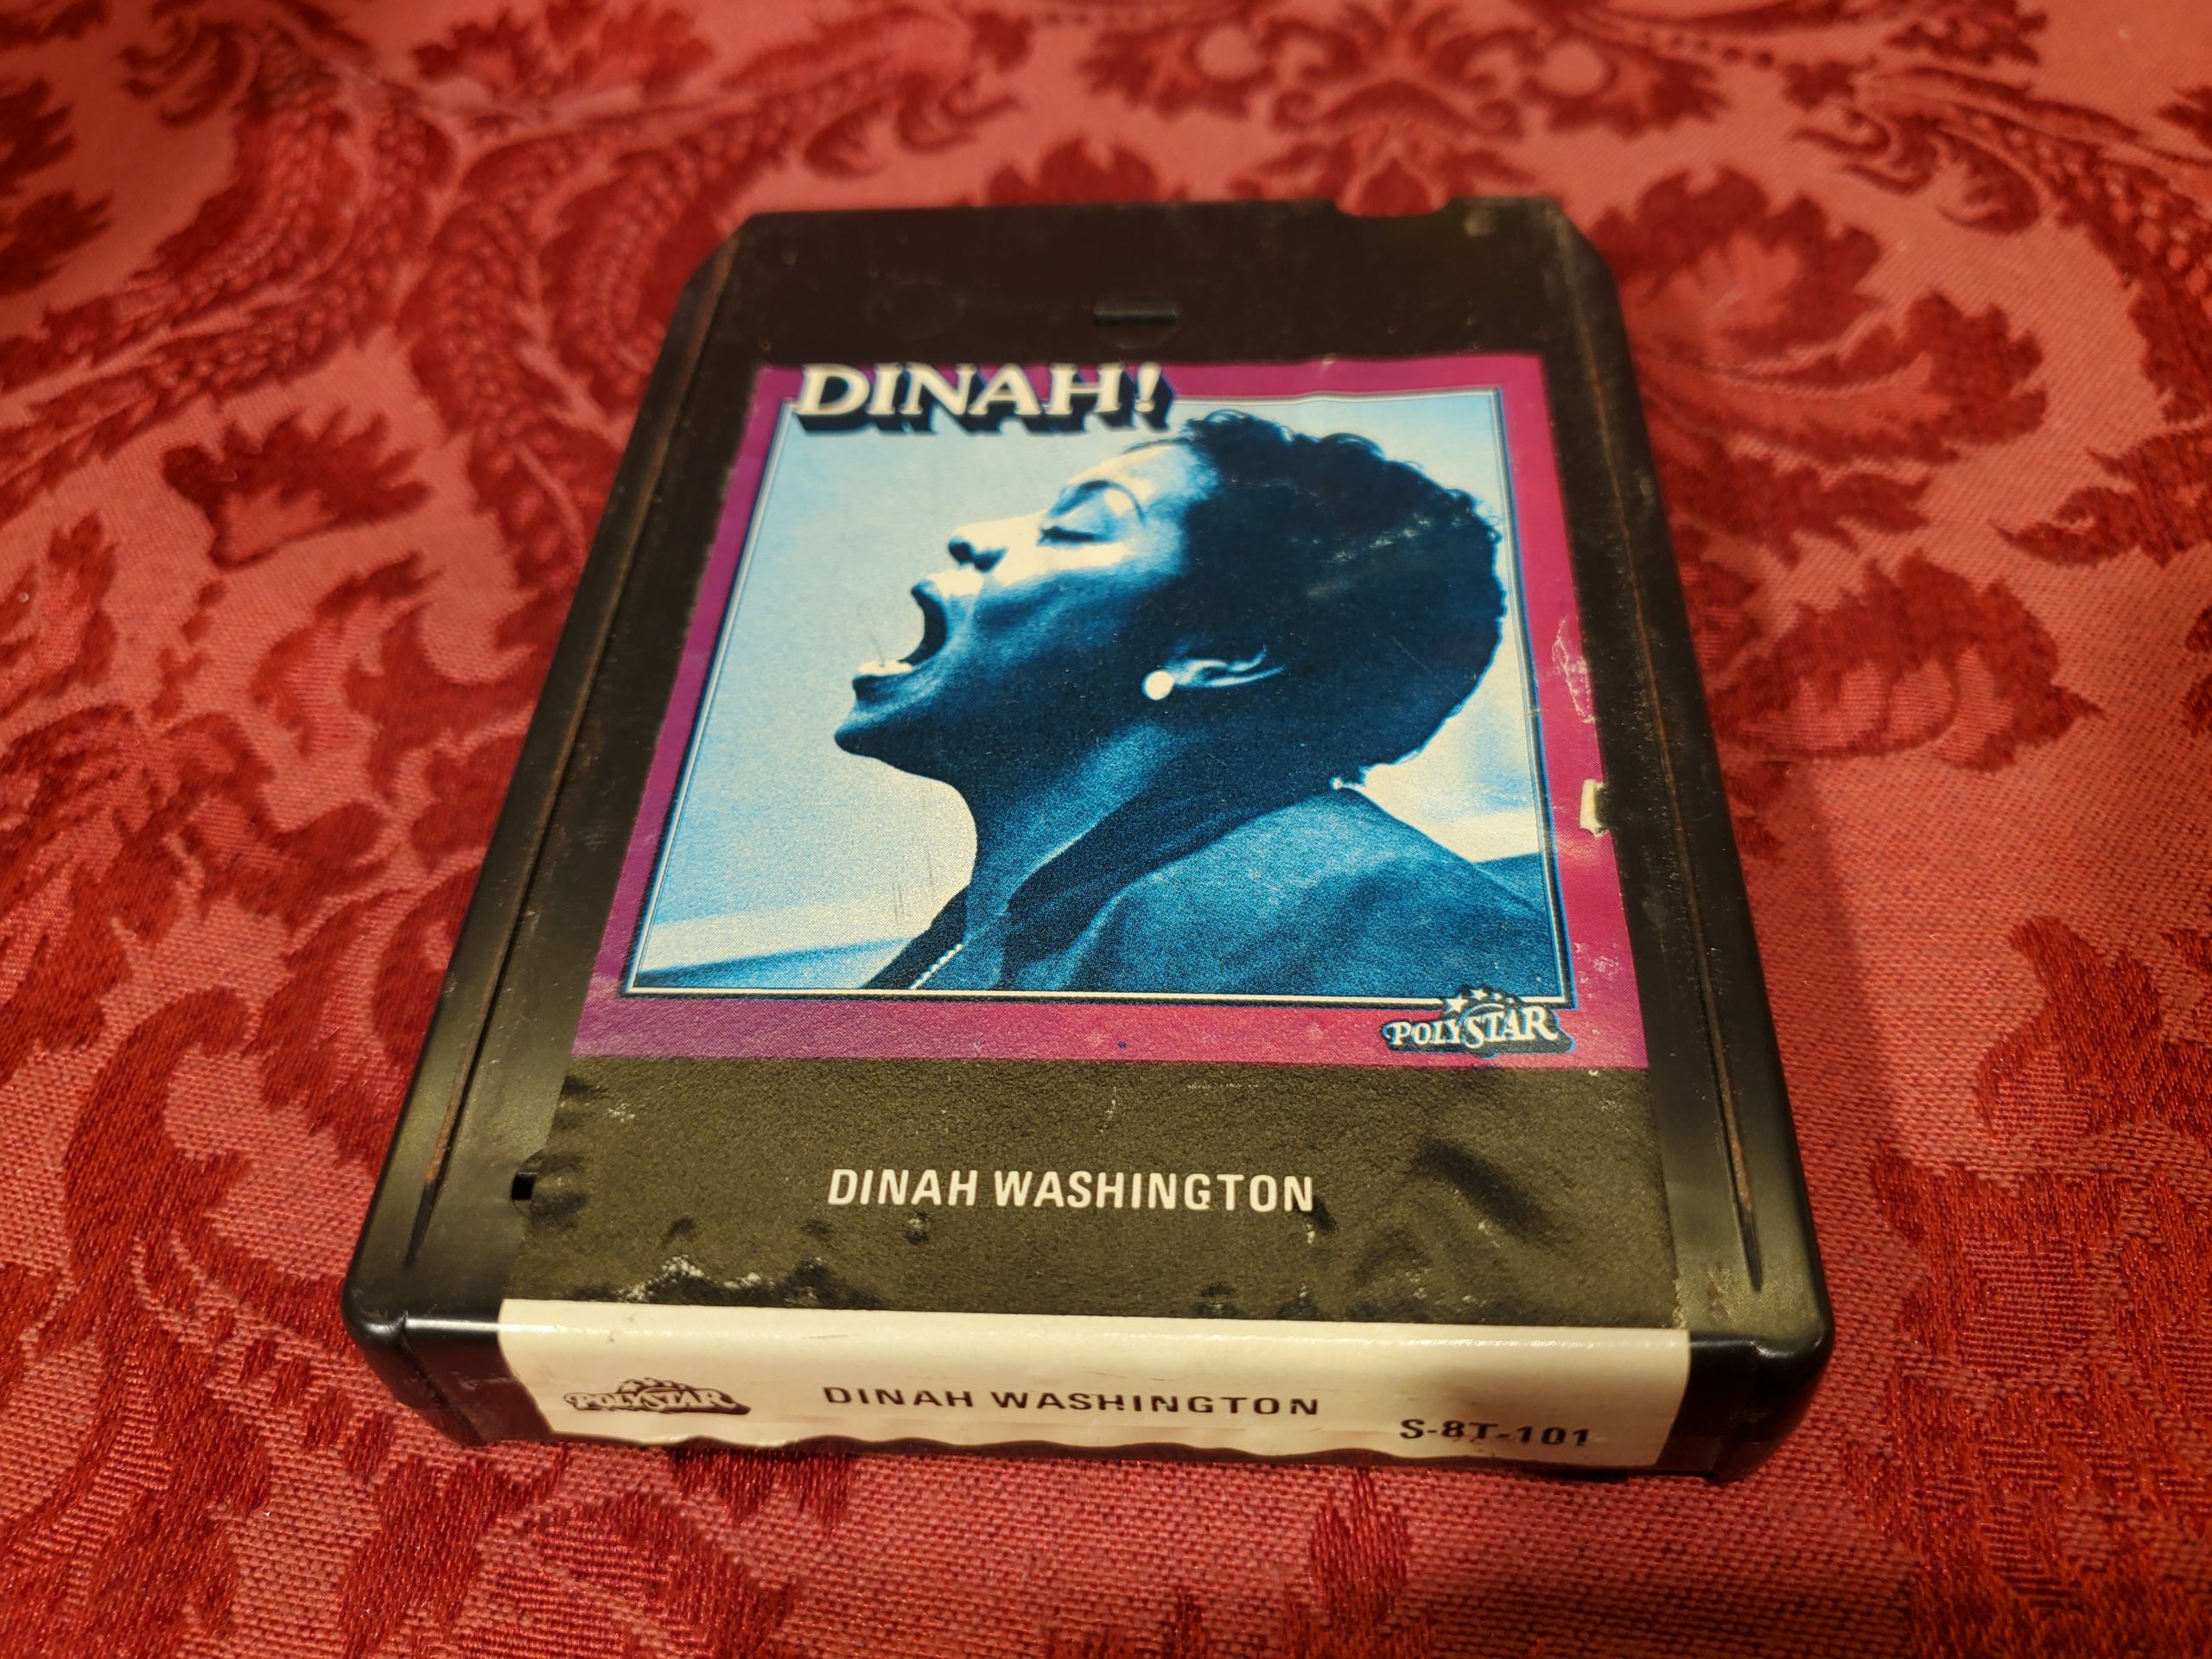 DINAH!
POLYSTAR
DINAH WASHINGTON
POLYSTAR
DINAH WASHINGTON
S-8T-101